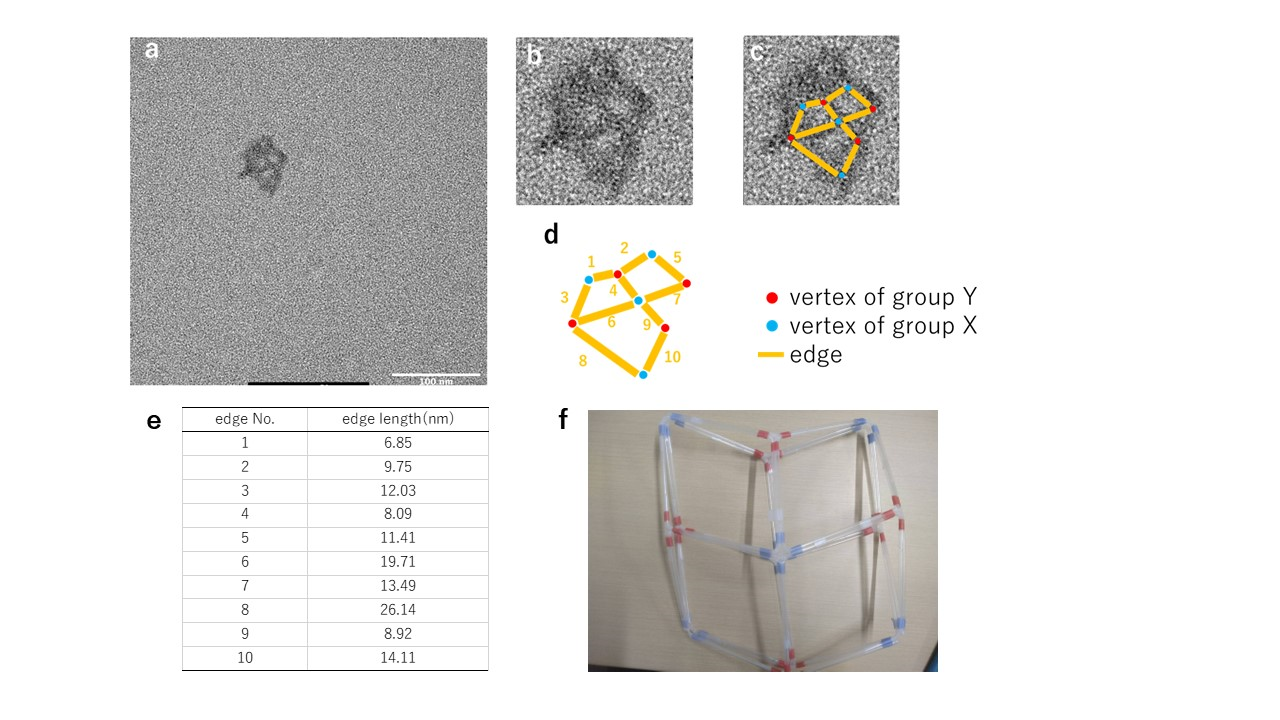 a
b
c
100 nm
d
1
2
3
4
5
6
7
8
9
10
vertex of group Y
vertex of group X
edge
e
edge No. edge length(nm)
1 6.85
2 9.75
3 12.03
4 8.09
5 11.41
6 19.71
7 13.49
8 26.14
9 8.92
10 14.11
f